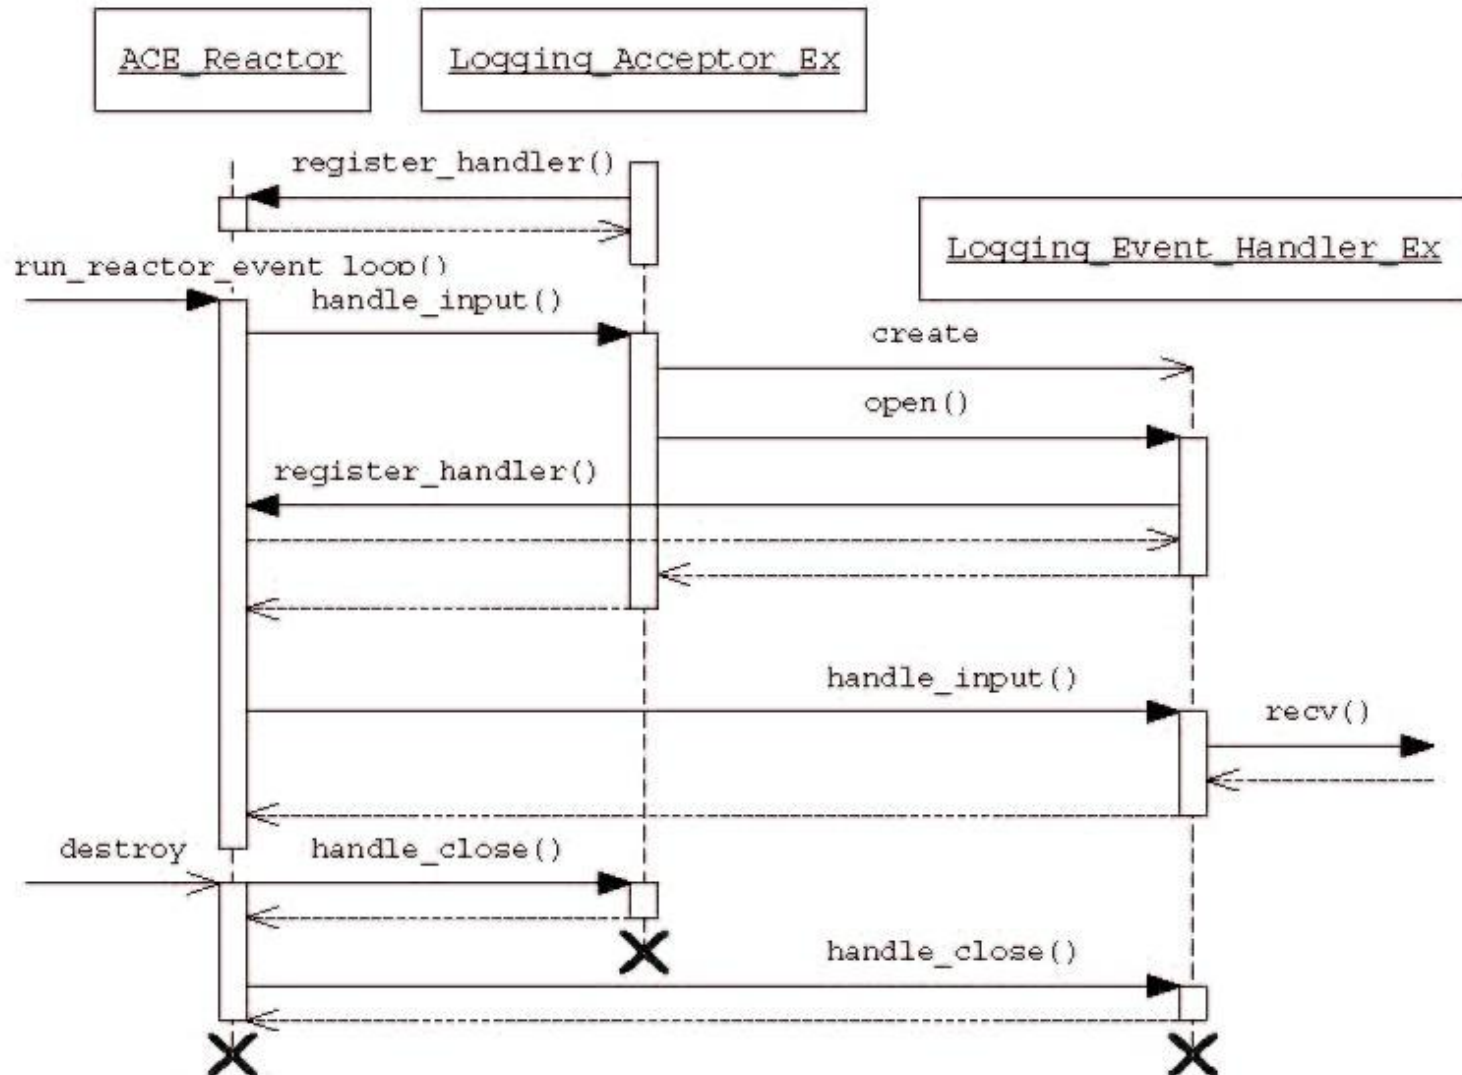 ACE_Reactor
Logging_Acceptor_Ex
register_handler()
Logging_Event_Handler_Ex
run_reactor_event_loop()
handle_input()
create
open()
register_handler()
handle_input()
recv()
destroy
handle_close()
handle_close()